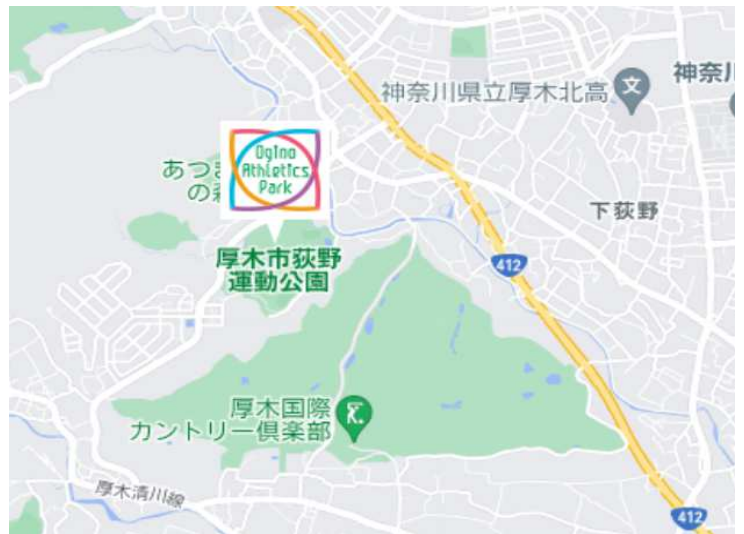 神奈川県立厚木北高
文
神奈川
Ogino
Athletics
Park
あつま
の森
下荻野
厚木市荻野
運動公園
412
厚木国際
カントリー倶楽部
厚木清川線
412